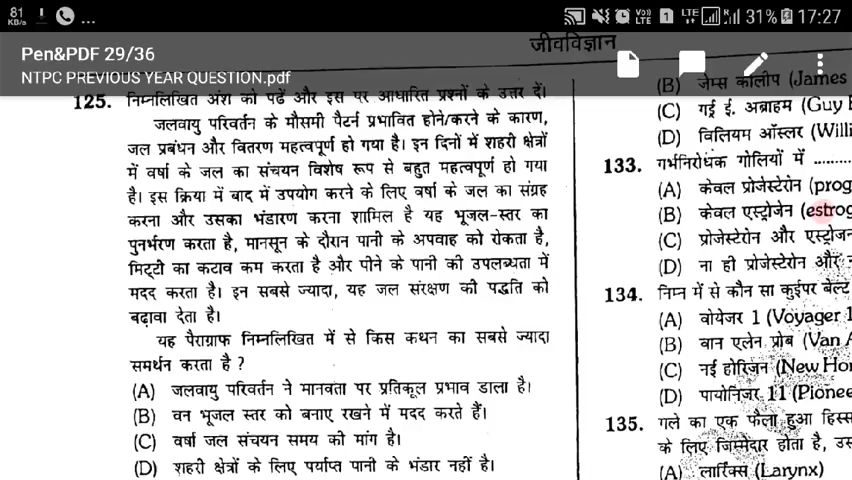 81
KB/s
VoD
LTE
1
LTE
31%
17:27
Pen&PDF 29/36
NTPC PREVIOUS YEAR QUESTION.pdf
जीवविज्ञान
125. निम्नलिखित अंश को पढें और इस पर आधारित प्रश्नों के उत्तर दें।
जलवायु परिवर्तन के मौसमी पैटर्न प्रभावित होने/करने के कारण,
जल प्रबंधन और वितरण महत्वपूर्ण हो गया है। इन दिनों में शहरी क्षेत्रों
में वर्षा के जल का संचयन विशेष रूप से बहुत महत्वपूर्ण हो गया
है। इस क्रिया में बाद में उपयोग करने के लिए वर्षा के जल का संग्रह
करना और उसका भंडारण करना शामिल है यह भूजल-स्तर का
पुनर्भरण करता है, मानसून के दौरान पानी के अपवाह को रोकता है,
मिट्टी का कटाव कम करता है और पीने के पानी की उपलब्धता में
मदद करता है। इन सबसे ज्यादा, यह जल संरक्षण की पद्धति को
बढ़ावा देता है।
यह पैराग्राफ निम्नलिखित में से किस कथन का सबसे ज्यादा
समर्थन करता है ?
(A) जलवायु परिवर्तन ने मानवता पर प्रतिकूल प्रभाव डाला है।
(B) वन भूजल स्तर को बनाए रखने में मदद करते हैं।
(C) वर्षा जल संचयन समय की मांग है।
(D) शहरी क्षेत्रों के लिए पर्याप्त पानी के भंडार नहीं है।
(B) जेम्स कालीप (James
(C) गई ई. अब्राहम (Guy E
(D) विलियम ऑस्लर (Willi
133. गर्भनिरोधक गोलियों में .........
(A) केवल प्रोजेस्टेरोन (prog
(B) केवल एस्ट्रोजेन (estrog
(C) प्रोजेस्टेरोन और एस्ट्रोजन
(D) ना ही प्रोजेस्टेरोन और
134. निम्न में से कौन सा कुईपर बेल्ट
(A) वोयेजर 1 (Voyager 1
(B) वान एलेन प्रोब (Van A
(C) नई होरिजन (New Hor
(D) पायोनिजर 11 (Pionee
135. गले का एक फैला हुआ हिस्स
के लिए जिम्मेदार होता है, उस
(A) लारिंक्स (Larynx)